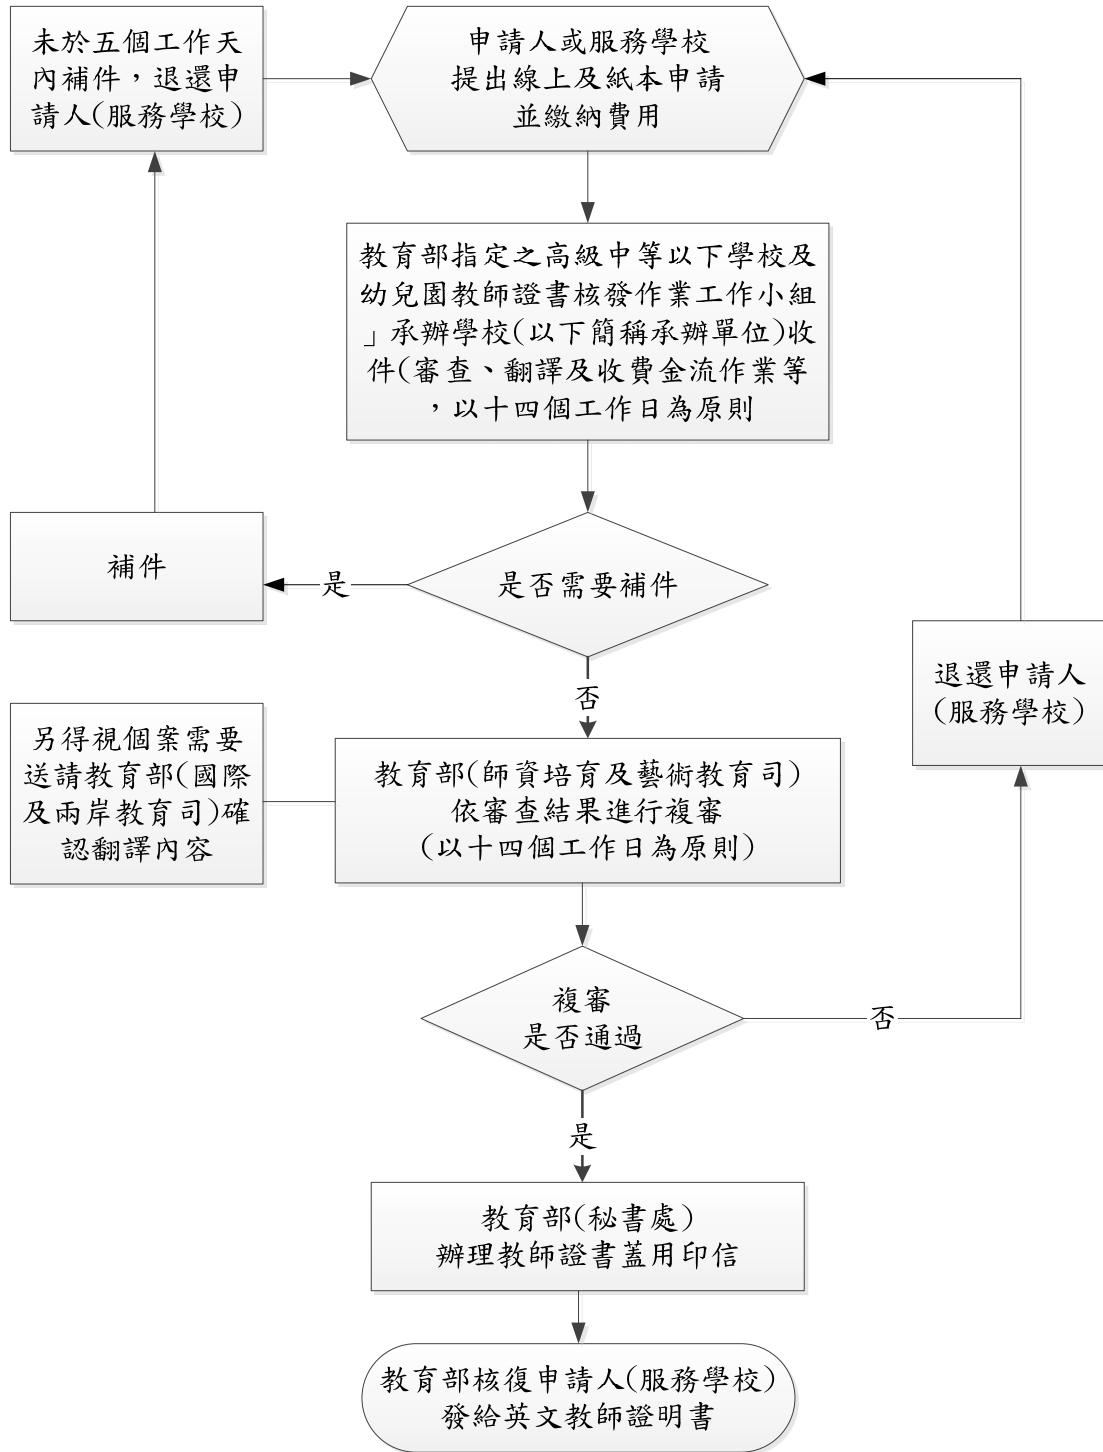 未於五個工作天
內補件，退還申
請人(服務學校)
申請人或服務學校
提出線上及紙本申請
並繳納費用
教育部指定之高級中等以下學校及
幼兒園教師證書核發作業工作小組
」承辦學校(以下簡稱承辦單位)收
件(審查、翻譯及收費金流作業等
，以十四個工作日為原則
補件
是
是否需要補件
否
退還申請人
(服務學校)
另得視個案需要
送請教育部(國際
及兩岸教育司)確
認翻譯內容
教育部(師資培育及藝術教育司)
依審查結果進行複審
(以十四個工作日為原則)
複審
是否通過
否
是
教育部(秘書處)
辦理教師證書蓋用印信
教育部核復申請人(服務學校)
發給英文教師證明書